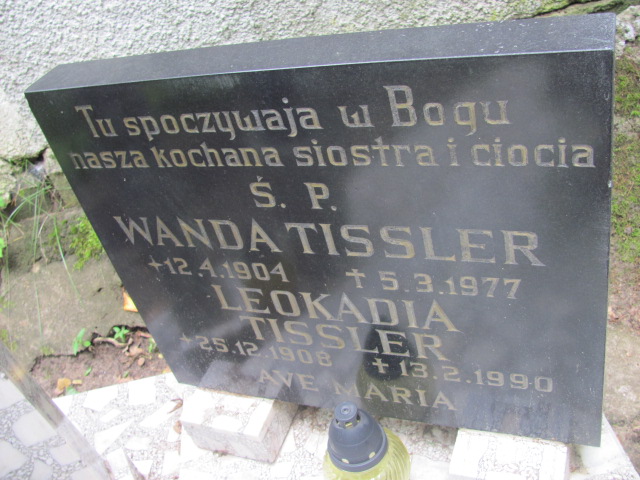 Tu spoczywaja w Bogu
nasza kochana siostra i ciocia
Ś. P.
WANDA TISSLER
+12.4.1904 +5.3.1977
LEOKADIA
TISSLER
+25.12.1908 +13.2.1990
AVE MARIA